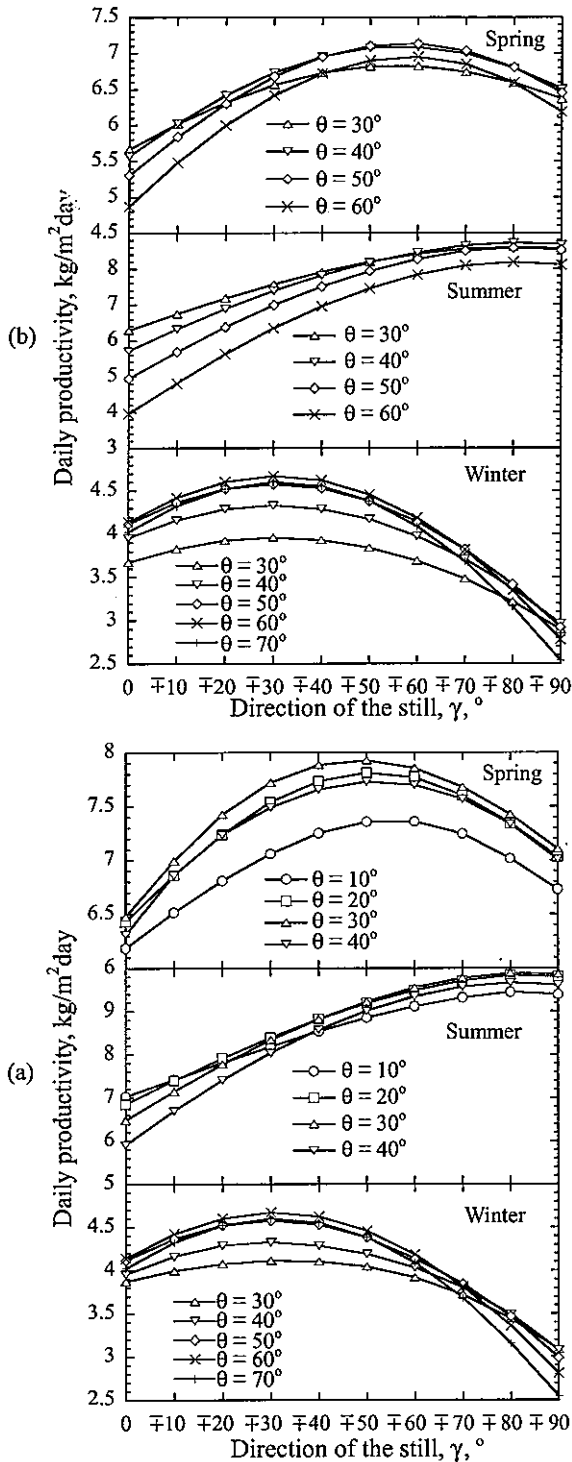 (b)
Daily productivity, kg/m²day
Spring
7.5
7
6.5
6
5.5
5
4.5
θ = 30°
θ = 40°
θ = 50°
θ = 60°
Summer
8
7
6
5
4
3
θ = 30°
θ = 40°
θ = 50°
θ = 60°
Winter
4.5
4
3.5
3
2.5
θ = 30°
θ = 40°
θ = 50°
θ = 60°
θ = 70°
0 ∓10 ∓20 ∓30 ∓40 ∓50 ∓60 ∓70 ∓80 ∓90
Direction of the still, γ, °
(a)
Daily productivity, kg/m²day
Spring
8
7.5
7
6.5
6
θ = 10°
θ = 20°
θ = 30°
θ = 40°
Summer
9
8
7
6
5
θ = 10°
θ = 20°
θ = 30°
θ = 40°
Winter
4.5
4
3.5
3
2.5
θ = 30°
θ = 40°
θ = 50°
θ = 60°
θ = 70°
0 ∓10 ∓20 ∓30 ∓40 ∓50 ∓60 ∓70 ∓80 ∓90
Direction of the still, γ, °